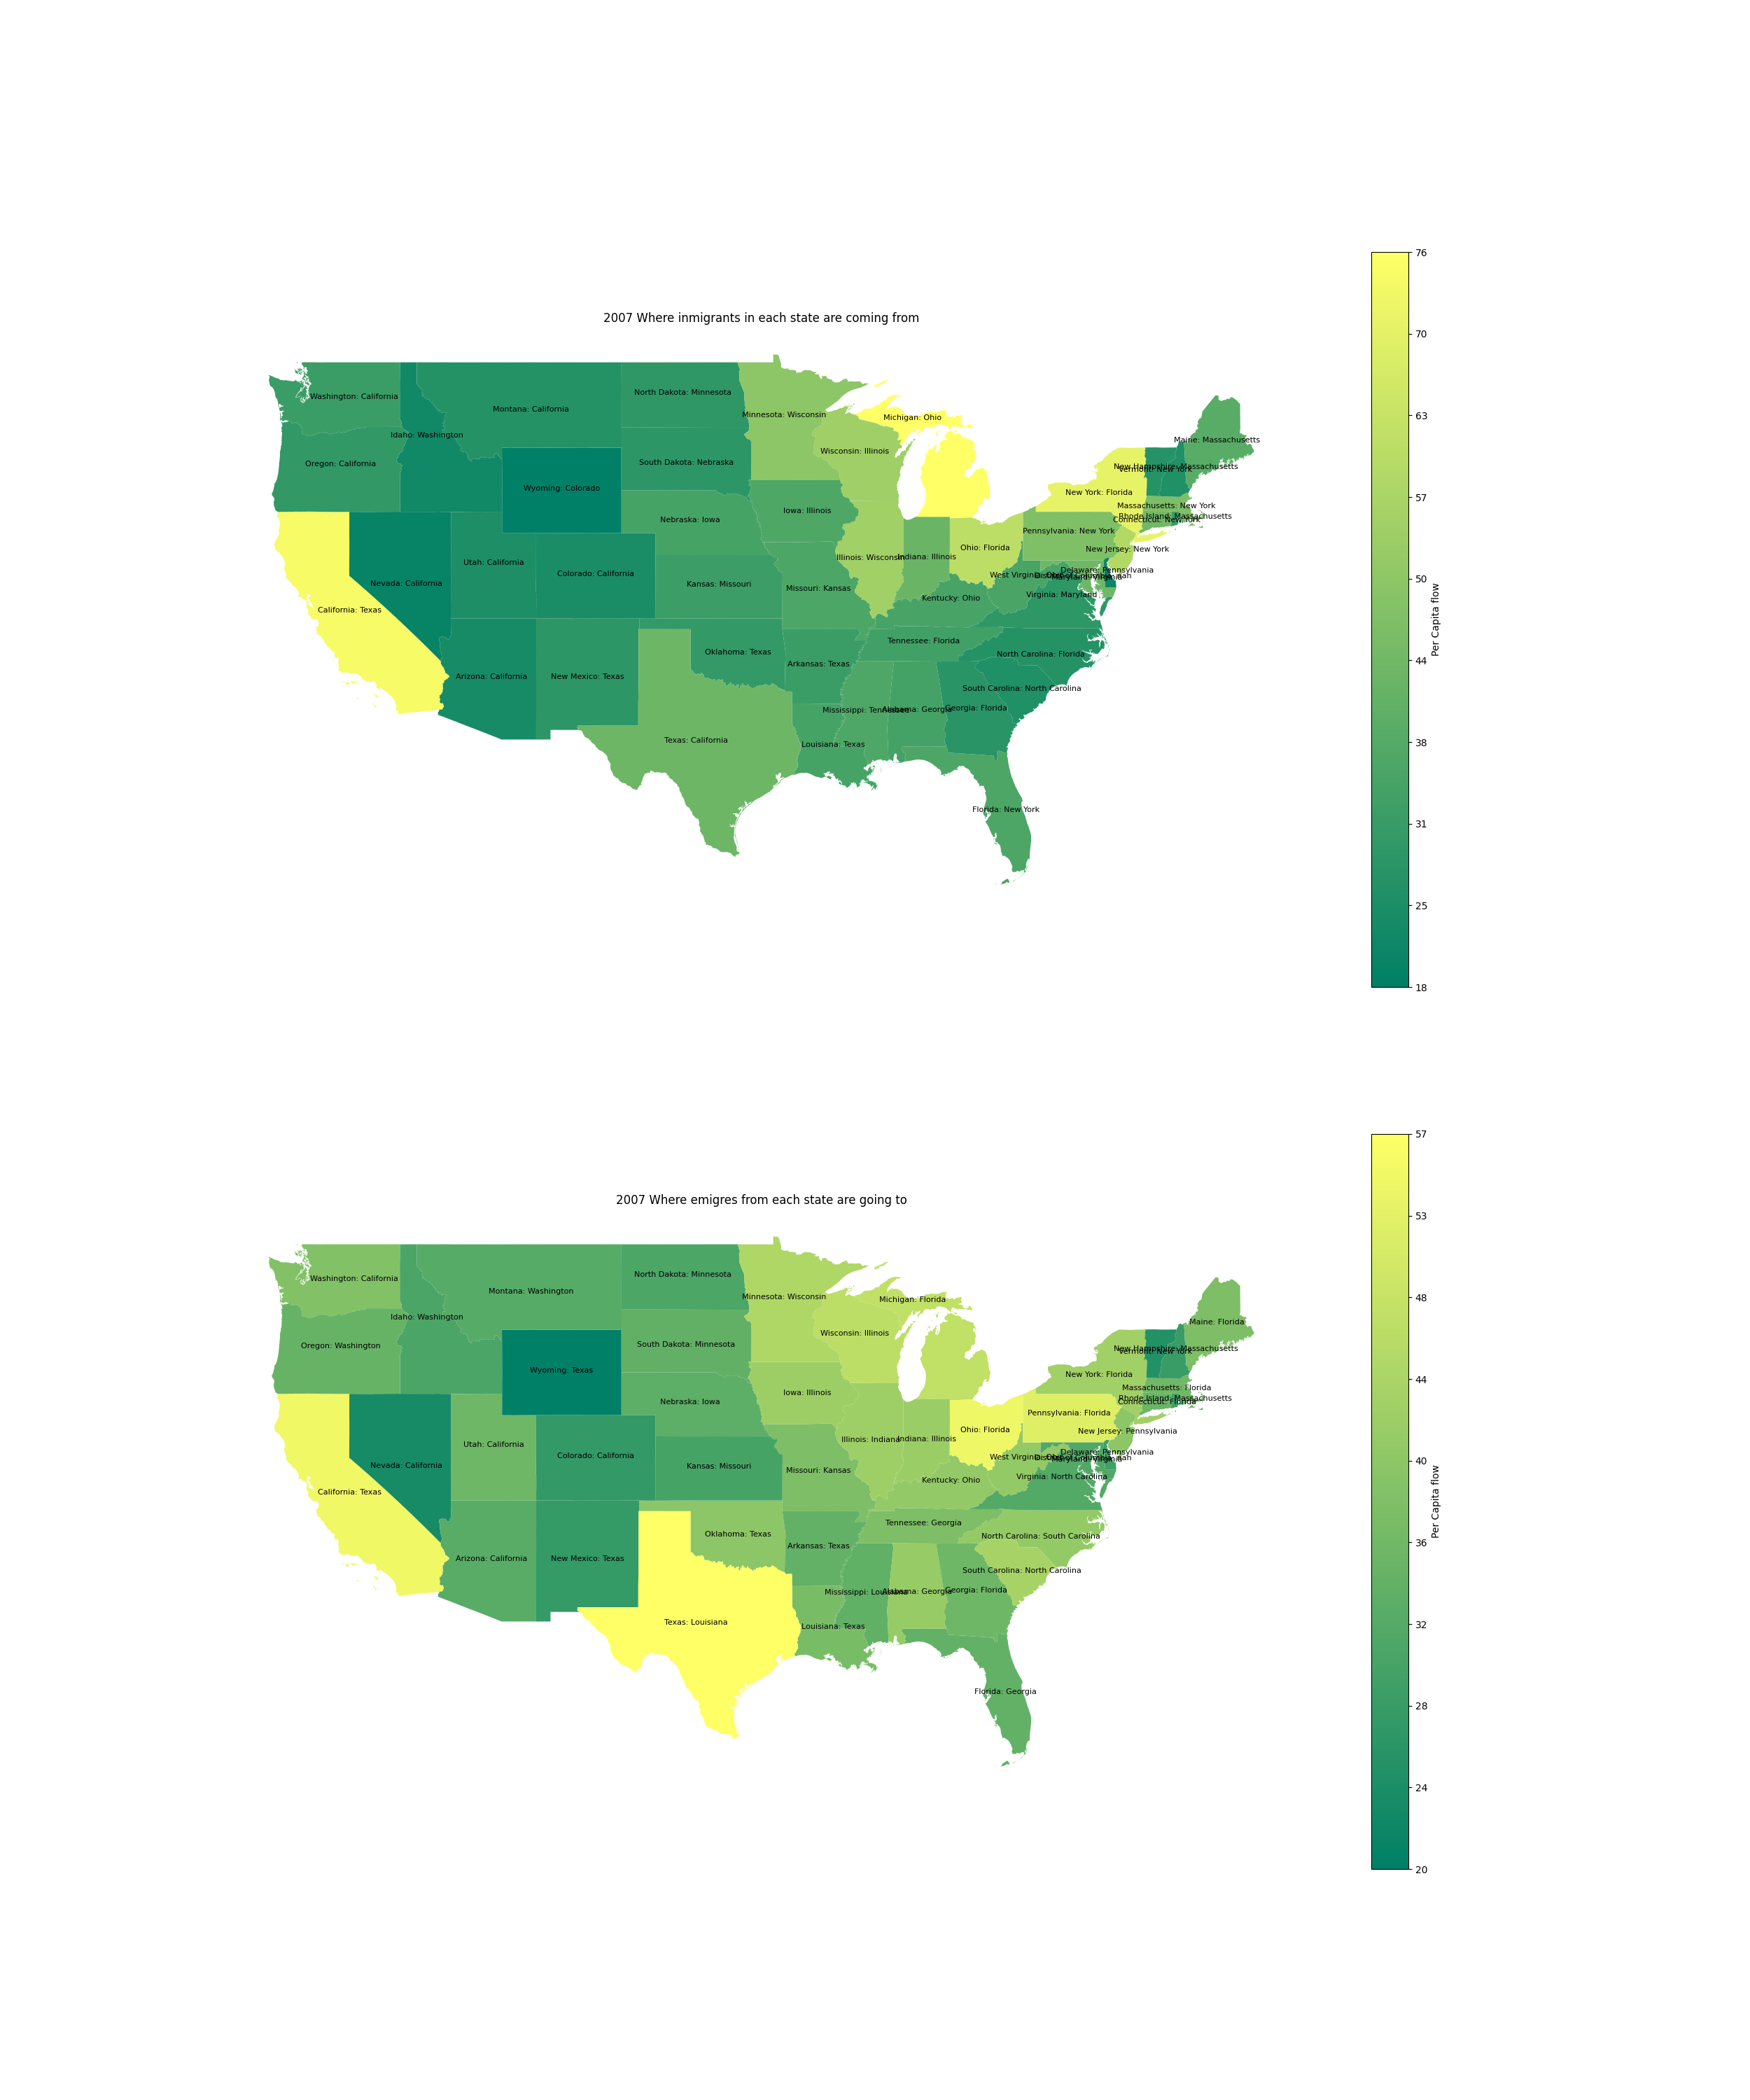 2007 Where inmigrants in each state are coming from
Washington: California
Montana: California
North Dakota: Minnesota
Idaho: Washington
Minnesota: Wisconsin
Michigan: Ohio
Oregon: California
Wyoming: Colorado
South Dakota: Nebraska
Wisconsin: Illinois
Maine: Massachusetts
New Hampshire: Massachusetts
Vermont: New York
New York: Florida
Massachusetts: New York
Rhode Island: Massachusetts
Connecticut: New York
Nebraska: Iowa
Iowa: Illinois
Pennsylvania: New York
New Jersey: New York
Nevada: California
Utah: California
Colorado: California
Kansas: Missouri
Missouri: Kansas
Illinois: Wisconsin
Indiana: Illinois
Ohio: Florida
Delaware: Pennsylvania
West Virginia:
Maryland: Virginia
Virginia: Maryland
Kentucky: Ohio
California: Texas
Tennessee: Florida
North Carolina: Florida
Oklahoma: Texas
Arkansas: Texas
Arizona: California
New Mexico: Texas
South Carolina: North Carolina
Mississippi: Tennessee
Alabama: Georgia
Georgia: Florida
Texas: California
Louisiana: Texas
Florida: New York
76
70
63
57
50
44
38
31
25
18
Per Capita flow
2007 Where emigres from each state are going to
Washington: California
Montana: Washington
North Dakota: Minnesota
Idaho: Washington
Minnesota: Wisconsin
Michigan: Florida
Oregon: Washington
Wyoming: Texas
South Dakota: Minnesota
Wisconsin: Illinois
Maine: Florida
New Hampshire: Massachusetts
Vermont: New York
New York: Florida
Massachusetts: Florida
Rhode Island: Massachusetts
Connecticut: Florida
Nebraska: Iowa
Iowa: Illinois
Pennsylvania: Florida
New Jersey: Pennsylvania
Nevada: California
Utah: California
Colorado: California
Kansas: Missouri
Missouri: Kansas
Illinois: Indiana
Indiana: Illinois
Ohio: Florida
Delaware: Pennsylvania
West Virginia:
Maryland: Virginia
Virginia: North Carolina
Kentucky: Ohio
California: Texas
Tennessee: Georgia
North Carolina: South Carolina
Oklahoma: Texas
Arkansas: Texas
Arizona: California
New Mexico: Texas
South Carolina: North Carolina
Mississippi: Louisiana
Alabama: Georgia
Georgia: Florida
Texas: Louisiana
Louisiana: Texas
Florida: Georgia
57
53
48
44
40
36
32
28
24
20
Per Capita flow